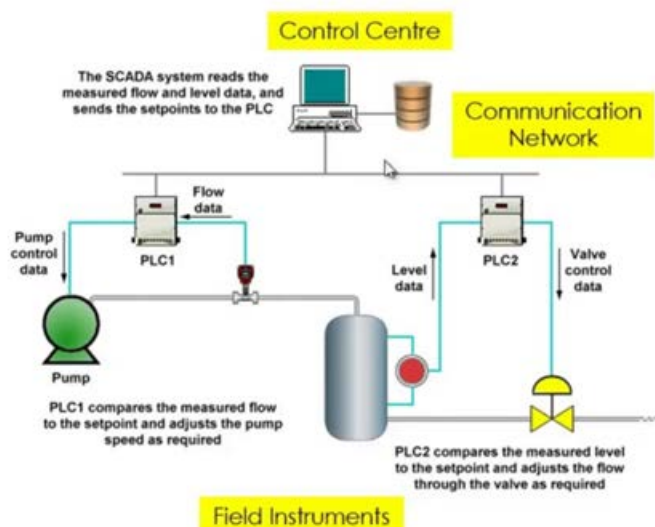 Control Centre
The SCADA system reads the
measured flow and level data, and
sends the setpoints to the PLC
Communication
Network
Flow
data
Pump
control
data
PLC1
Level
data
PLC2
Valve
control
data
Pump
PLC1 compares the measured flow
to the setpoint and adjusts the pump
speed as required
PLC2 compares the measured level
to the setpoint and adjusts the flow
through the valve as required
Field Instruments